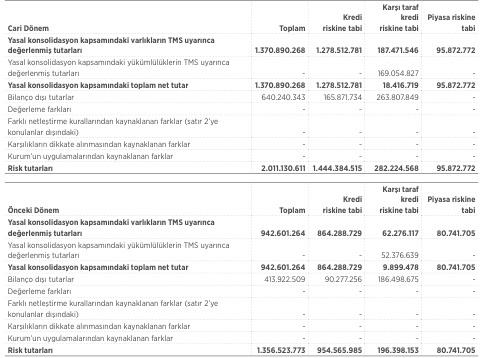 Cari Dönem Toplam Kredi riskine tabi Karşı taraf kredi riskine tabi Piyasa riskine tabi
Yasal konsolidasyon kapsamındaki varlıkların TMS uyarınca
değerlenmiş tutarları 1.370.890.268 1.278.512.781 187.471.546 95.872.772
Yasal konsolidasyon kapsamındaki yükümlülüklerin TMS uyarınca
değerlenmiş tutarları - - 169.054.827 -
Yasal konsolidasyon kapsamındaki toplam net tutar 1.370.890.268 1.278.512.781 18.416.719 95.872.772
Bilanço dışı tutarlar 640.240.343 165.871.734 263.807.849 -
Değerleme farkları - - - -
Farklı netleştirme kurallarından kaynaklanan farklar (satır 2'ye
konulanlar dışındaki) - - - -
Karşılıkların dikkate alınmasından kaynaklanan farklar - - - -
Kurum'un uygulamalarından kaynaklanan farklar - - - -
Risk tutarları 2.011.130.611 1.444.384.515 282.224.568 95.872.772
Önceki Dönem Toplam Kredi riskine tabi Karşı taraf kredi riskine tabi Piyasa riskine tabi
Yasal konsolidasyon kapsamındaki varlıkların TMS uyarınca
değerlenmiş tutarları 942.601.264 864.288.729 62.276.117 80.741.705
Yasal konsolidasyon kapsamındaki yükümlülüklerin TMS uyarınca
değerlenmiş tutarları - - 52.376.639 -
Yasal konsolidasyon kapsamındaki toplam net tutar 942.601.264 864.288.729 9.899.478 80.741.705
Bilanço dışı tutarlar 413.922.509 90.277.256 186.498.675 -
Değerleme farkları - - - -
Farklı netleştirme kurallarından kaynaklanan farklar (satır 2'ye
konulanlar dışındaki) - - - -
Karşılıkların dikkate alınmasından kaynaklanan farklar - - - -
Kurum'un uygulamalarından kaynaklanan farklar - - - -
Risk tutarları 1.356.523.773 954.565.985 196.398.153 80.741.705